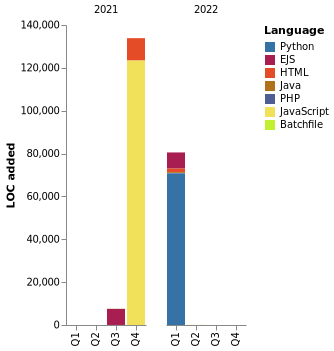 2021
2022
LOC added
140,000
120,000
100,000
80,000
60,000
40,000
20,000
0
Q1
Q2
Q3
Q4
Q1
Q2
Q3
Q4
Language
Python
EJS
HTML
Java
PHP
JavaScript
Batchfile